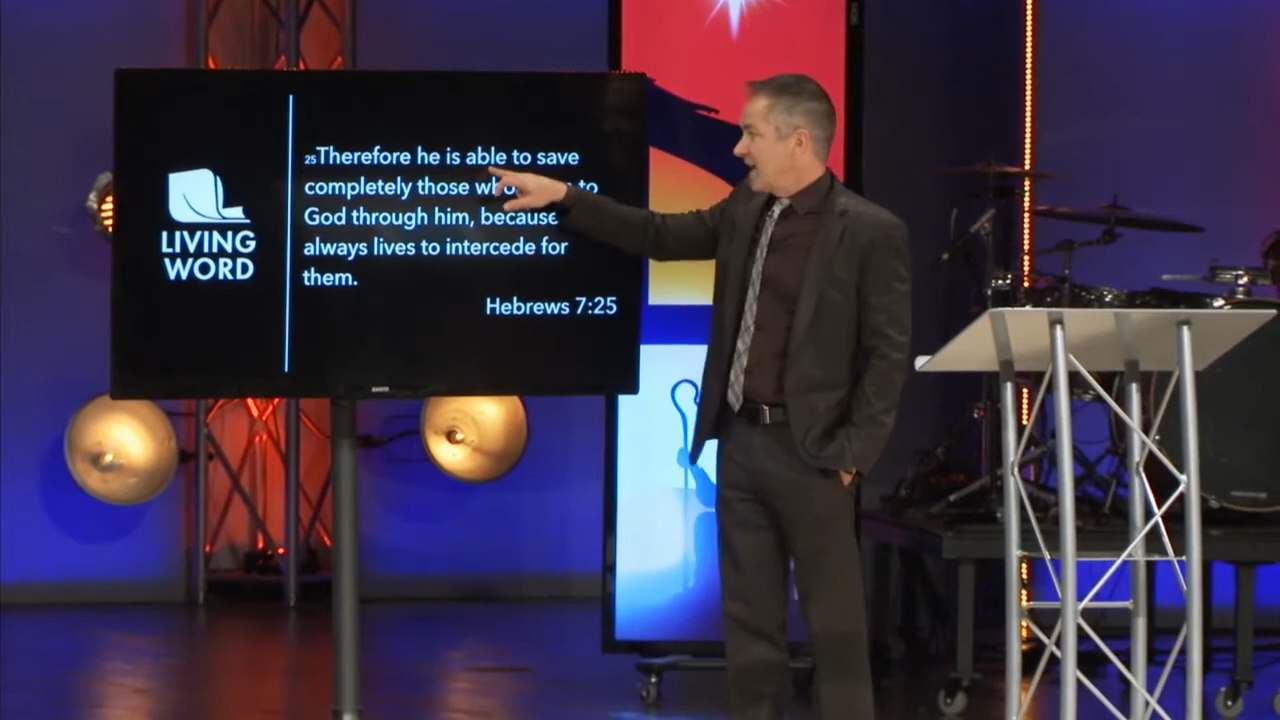 LIVING
WORD
25Therefore he is able to save
completely those to
God through him, because
always lives to intercede for
them.
Hebrews 7:25